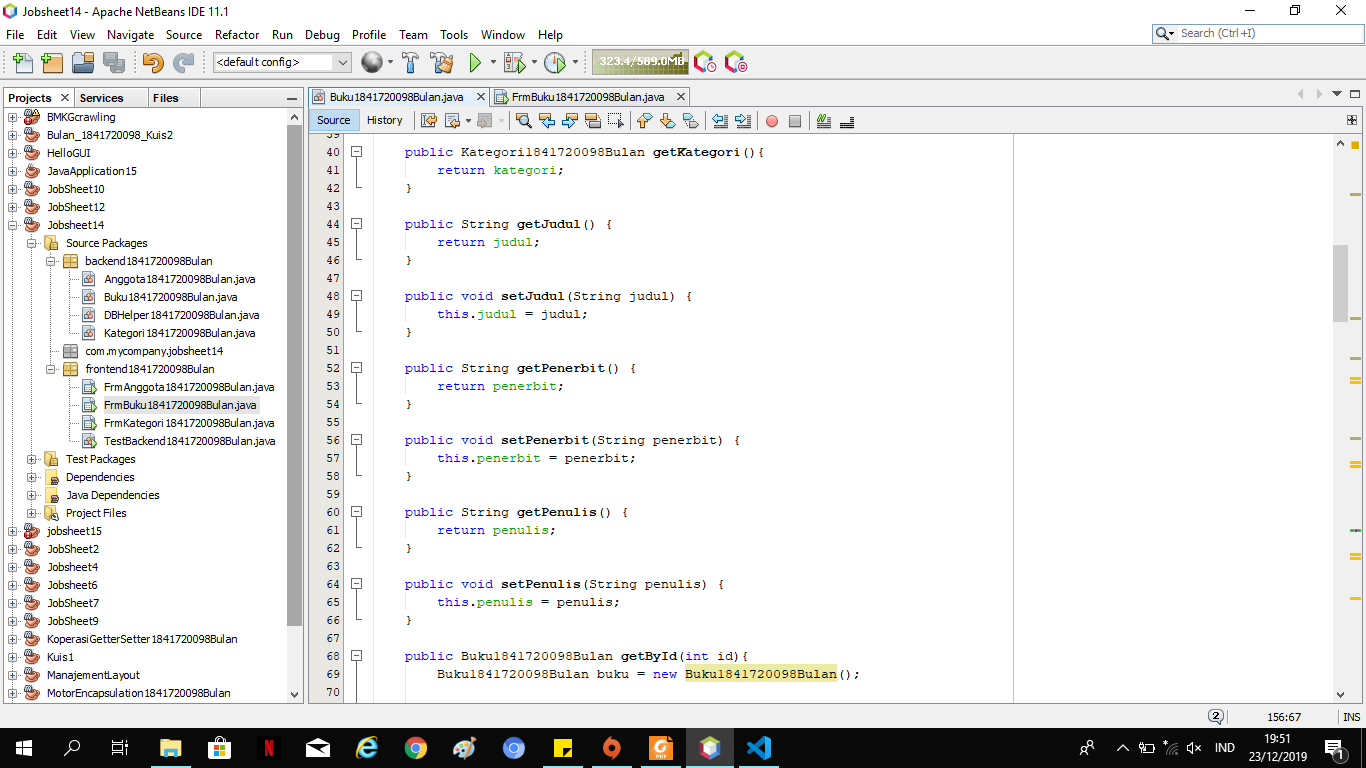 Jobsheet14 - Apache NetBeans IDE 11.1
File Edit View Navigate Source Refactor Run Debug Profile Team Tools Window Help
Search (Ctrl+I)
<default config>
323.4/589.0MB
Projects Services Files
Buku1841720098Bulan.java FrmBuku1841720098Bulan.java
Source History
BMKGcrawling
Bulan_1841720098_Kuis2
HelloGUI
JavaApplication15
JobSheet10
JobSheet12
Jobsheet14
Source Packages
backend1841720098Bulan
Anggota1841720098Bulan.java
Buku1841720098Bulan.java
DBHelper1841720098Bulan.java
Kategori1841720098Bulan.java
com.mycompany.jobsheet14
frontend1841720098Bulan
FrmAnggota1841720098Bulan.java
FrmBuku1841720098Bulan.java
FrmKategori1841720098Bulan.java
TestBackend1841720098Bulan.java
Test Packages
Dependencies
Java Dependencies
Project Files
jobsheet15
JobSheet2
Jobsheet4
Jobsheet6
JobSheet7
JobSheet9
KoperasiGetterSetter1841720098Bulan
Kuis1
ManajementLayout
MotorEncapsulation1841720098Bulan
39
40 public Kategori1841720098Bulan getKategori(){
41 return kategori;
42 }
43
44 public String getJudul() {
45 return judul;
46 }
47
48 public void setJudul(String judul) {
49 this.judul = judul;
50 }
51
52 public String getPenerbit() {
53 return penerbit;
54 }
55
56 public void setPenerbit(String penerbit) {
57 this.penerbit = penerbit;
58 }
59
60 public String getPenulis() {
61 return penulis;
62 }
63
64 public void setPenulis(String penulis) {
65 this.penulis = penulis;
66 }
67
68 public Buku1841720098Bulan getById(int id){
69 Buku1841720098Bulan buku = new Buku1841720098Bulan();
70
2 156:67 INS
IND
19:51
23/12/2019
1